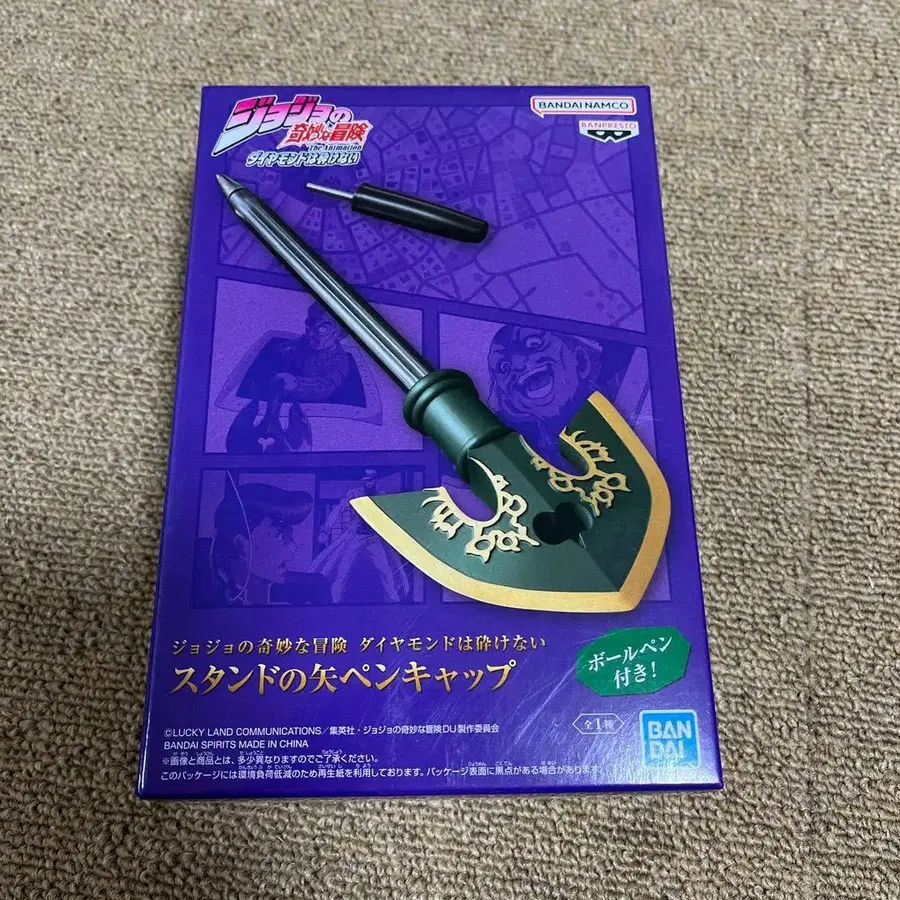 ジョジョの
奇妙な冒険
The Animation
ダイヤモンドは砕けない
BANDAI NAMCO
BANPRESTO
ジョジョの奇妙な冒険 ダイヤモンドは砕けない
スタンドの矢ペンキャップ
ボールペン
付き!
全1種
BAN
DAI
©LUCKY LAND COMMUNICATIONS/集英社・ジョジョの奇妙な冒険DU製作委員会
BANDAI SPIRITS MADE IN CHINA
※画像と商品とは、多少異なりますのでご了承ください。
このパッケージには環境負荷低減のため再生紙を利用しております。パッケージ表面に黒点がある場合があります。